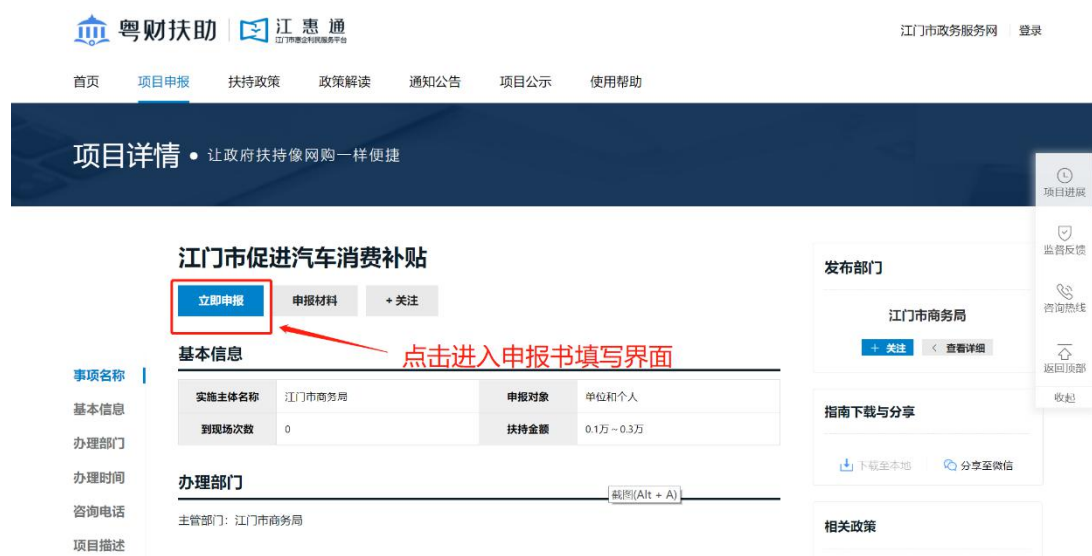 粤财扶助 江惠通
江门市惠企利民服务平台
江门市政务服务网 登录
首页 项目申报 扶持政策 政策解读 通知公告 项目公示 使用帮助
项目详情 • 让政府扶持像网购一样便捷
项目进展
监督反馈
咨询热线
返回顶部
收起
江门市促进汽车消费补贴
立即申报 申报材料 + 关注
点击进入申报书填写界面
事项名称
基本信息
办理部门
办理时间
咨询电话
项目描述
基本信息
实施主体名称 江门市商务局 申报对象 单位和个人
到现场次数 0 扶持金额 0.1万~0.3万
办理部门
截图(Alt + A)
主管部门：江门市商务局
发布部门
江门市商务局
+ 关注 < 查看详细
指南下载与分享
下载至本地 分享至微信
相关政策